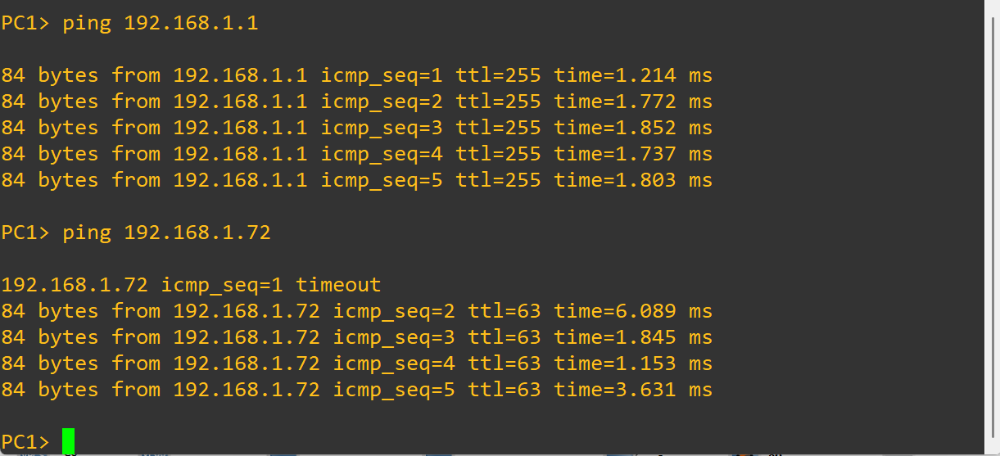 PC1> ping 192.168.1.1
84 bytes from 192.168.1.1 icmp_seq=1 ttl=255 time=1.214 ms
84 bytes from 192.168.1.1 icmp_seq=2 ttl=255 time=1.772 ms
84 bytes from 192.168.1.1 icmp_seq=3 ttl=255 time=1.852 ms
84 bytes from 192.168.1.1 icmp_seq=4 ttl=255 time=1.737 ms
84 bytes from 192.168.1.1 icmp_seq=5 ttl=255 time=1.803 ms
PC1> ping 192.168.1.72
192.168.1.72 icmp_seq=1 timeout
84 bytes from 192.168.1.72 icmp_seq=2 ttl=63 time=6.089 ms
84 bytes from 192.168.1.72 icmp_seq=3 ttl=63 time=1.845 ms
84 bytes from 192.168.1.72 icmp_seq=4 ttl=63 time=1.153 ms
84 bytes from 192.168.1.72 icmp_seq=5 ttl=63 time=3.631 ms
PC1>